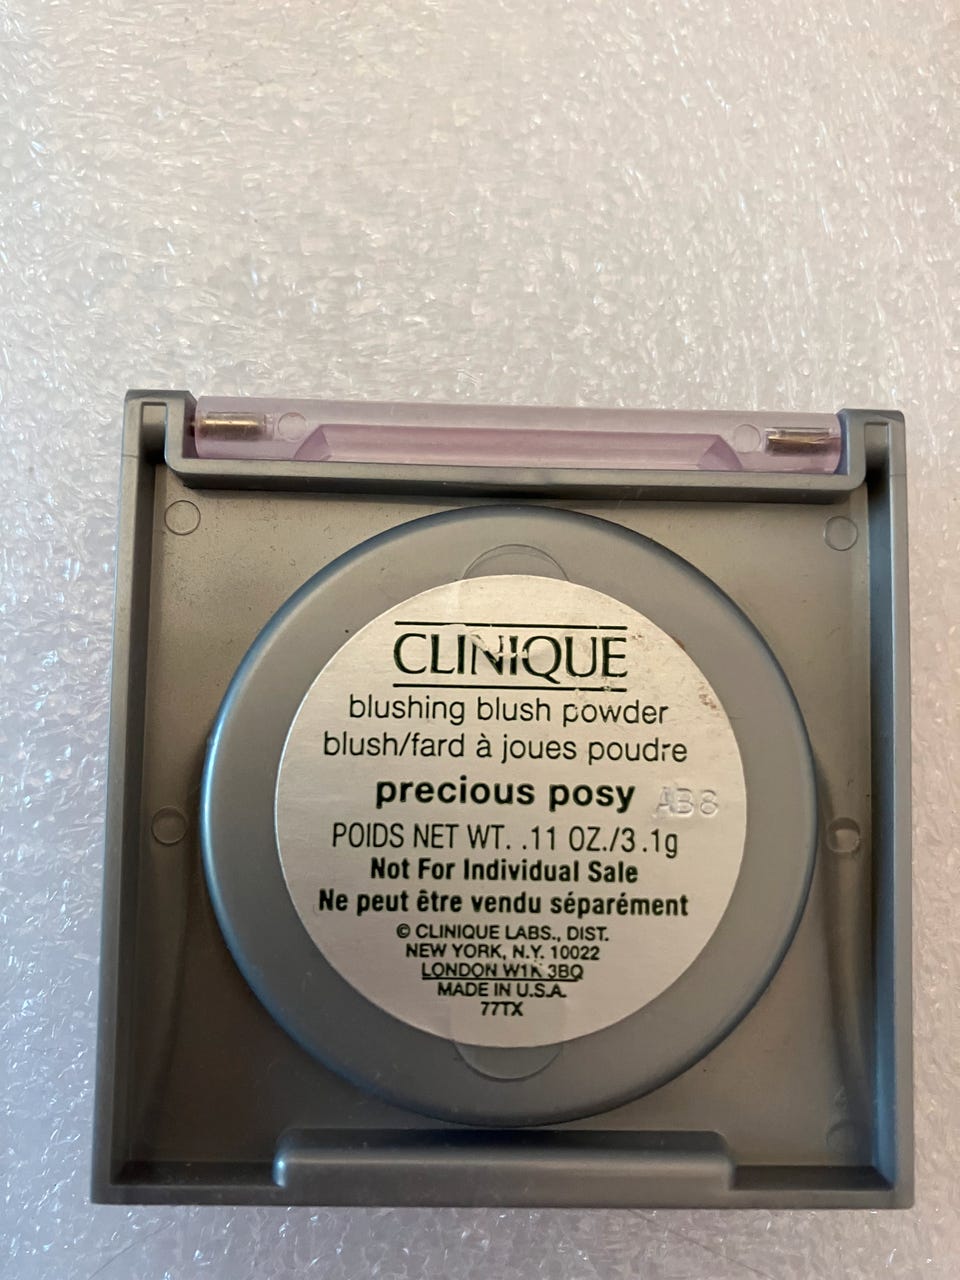 CLINIQUE
blushing blush powder
blush/fard à joues poudre
precious posy AB8
POIDS NET WT. .11 OZ./3.1g
Not For Individual Sale
Ne peut être vendu séparément
© CLINIQUE LABS., DIST.
NEW YORK, N.Y. 10022
LONDON W1K 3BQ
MADE IN U.S.A.
77TX